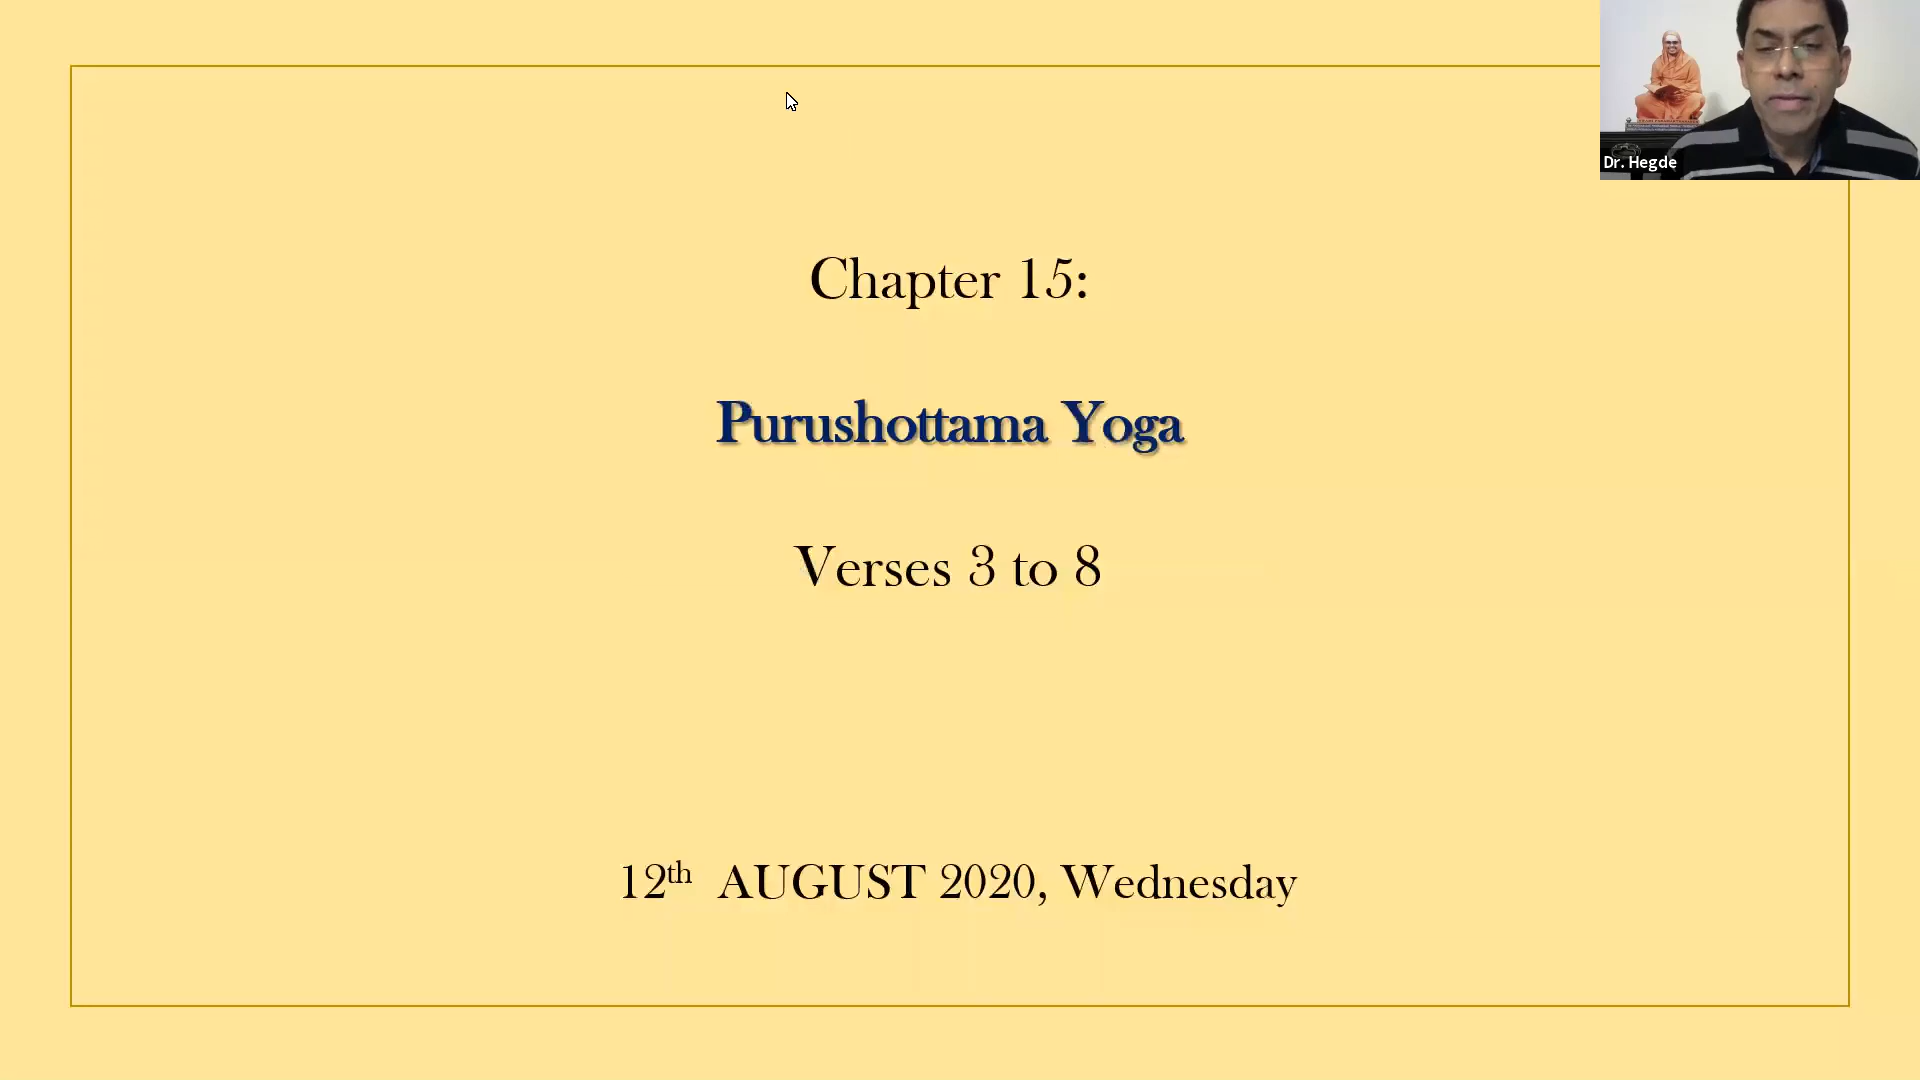 Dr. Hegde
Chapter 15:
Purushottama Yoga
Verses 3 to 8
12th AUGUST 2020, Wednesday